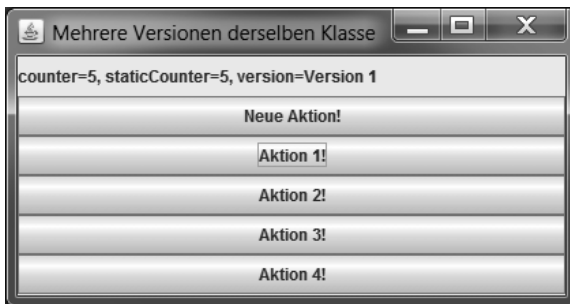 Mehrere Versionen derselben Klasse
counter=5, staticCounter=5, version=Version 1
Neue Aktion!
Aktion 1!
Aktion 2!
Aktion 3!
Aktion 4!